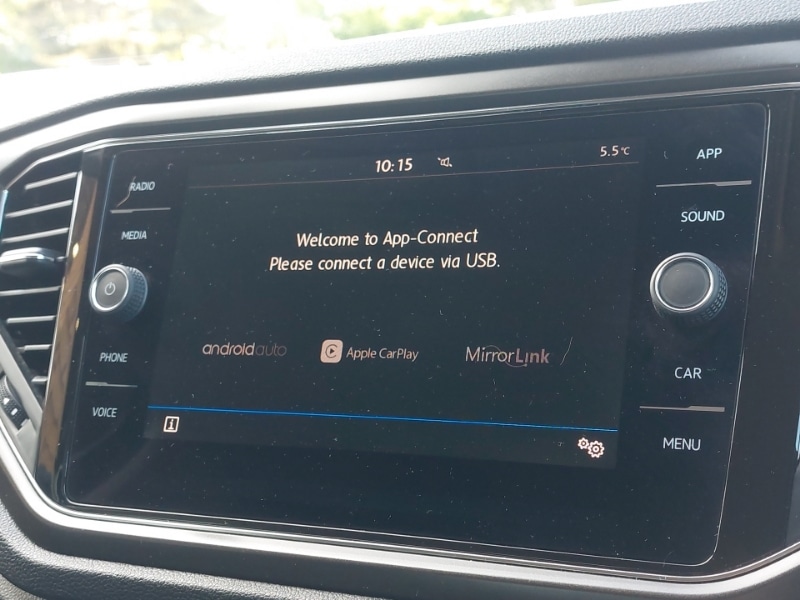 10:15 5.5°C
RADIO
MEDIA
PHONE
VOICE
Welcome to App-Connect
Please connect a device via USB.
androidauto Apple CarPlay MirrorLink
i
APP
SOUND
CAR
MENU